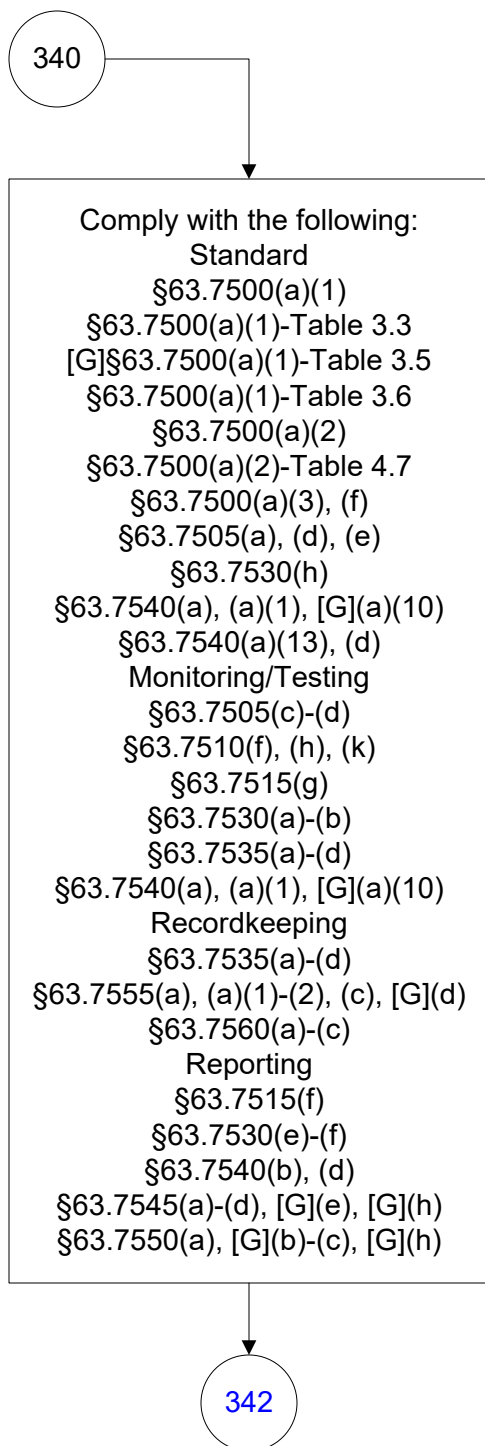 340
Comply with the following:
Standard
§63.7500(a)(1)
§63.7500(a)(1)-Table 3.3
[G]§63.7500(a)(1)-Table 3.5
§63.7500(a)(1)-Table 3.6
§63.7500(a)(2)
§63.7500(a)(2)-Table 4.7
§63.7500(a)(3), (f)
§63.7505(a), (d), (e)
§63.7530(h)
§63.7540(a), (a)(1), [G](a)(10)
§63.7540(a)(13), (d)
Monitoring/Testing
§63.7505(c)-(d)
§63.7510(f), (h), (k)
§63.7515(g)
§63.7530(a)-(b)
§63.7535(a)-(d)
§63.7540(a), (a)(1), [G](a)(10)
Recordkeeping
§63.7535(a)-(d)
§63.7555(a), (a)(1)-(2), (c), [G](d)
§63.7560(a)-(c)
Reporting
§63.7515(f)
§63.7530(e)-(f)
§63.7540(b), (d)
§63.7545(a)-(d), [G](e), [G](h)
§63.7550(a), [G](b)-(c), [G](h)
342